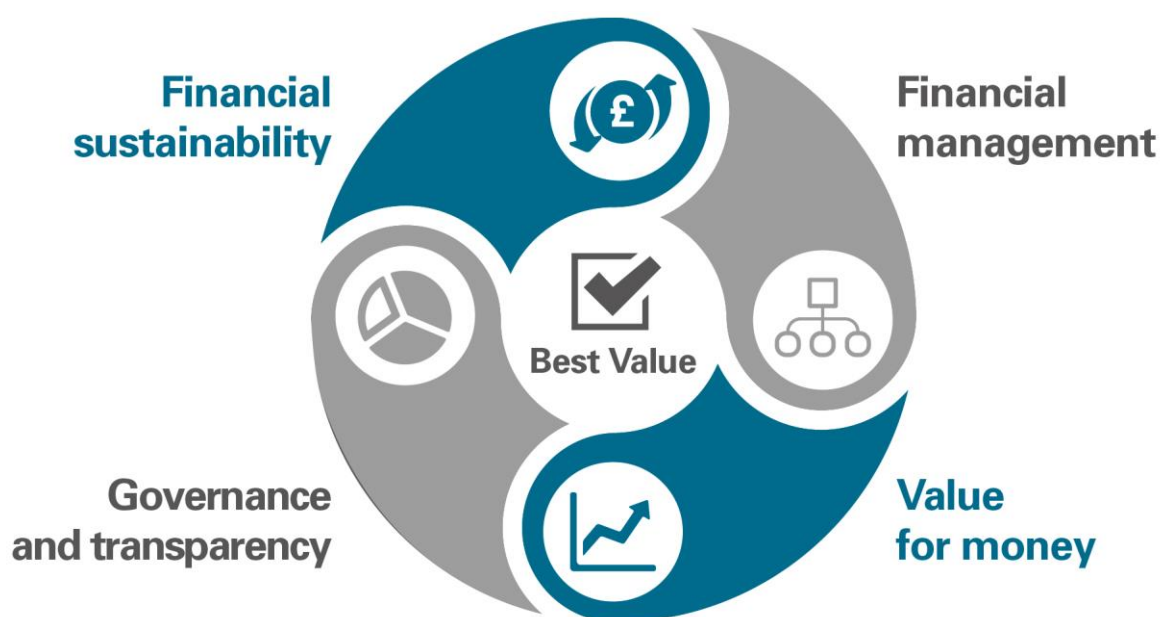 Financial
sustainability
£
Financial
management
Best Value
Governance
and transparency
Value
for money